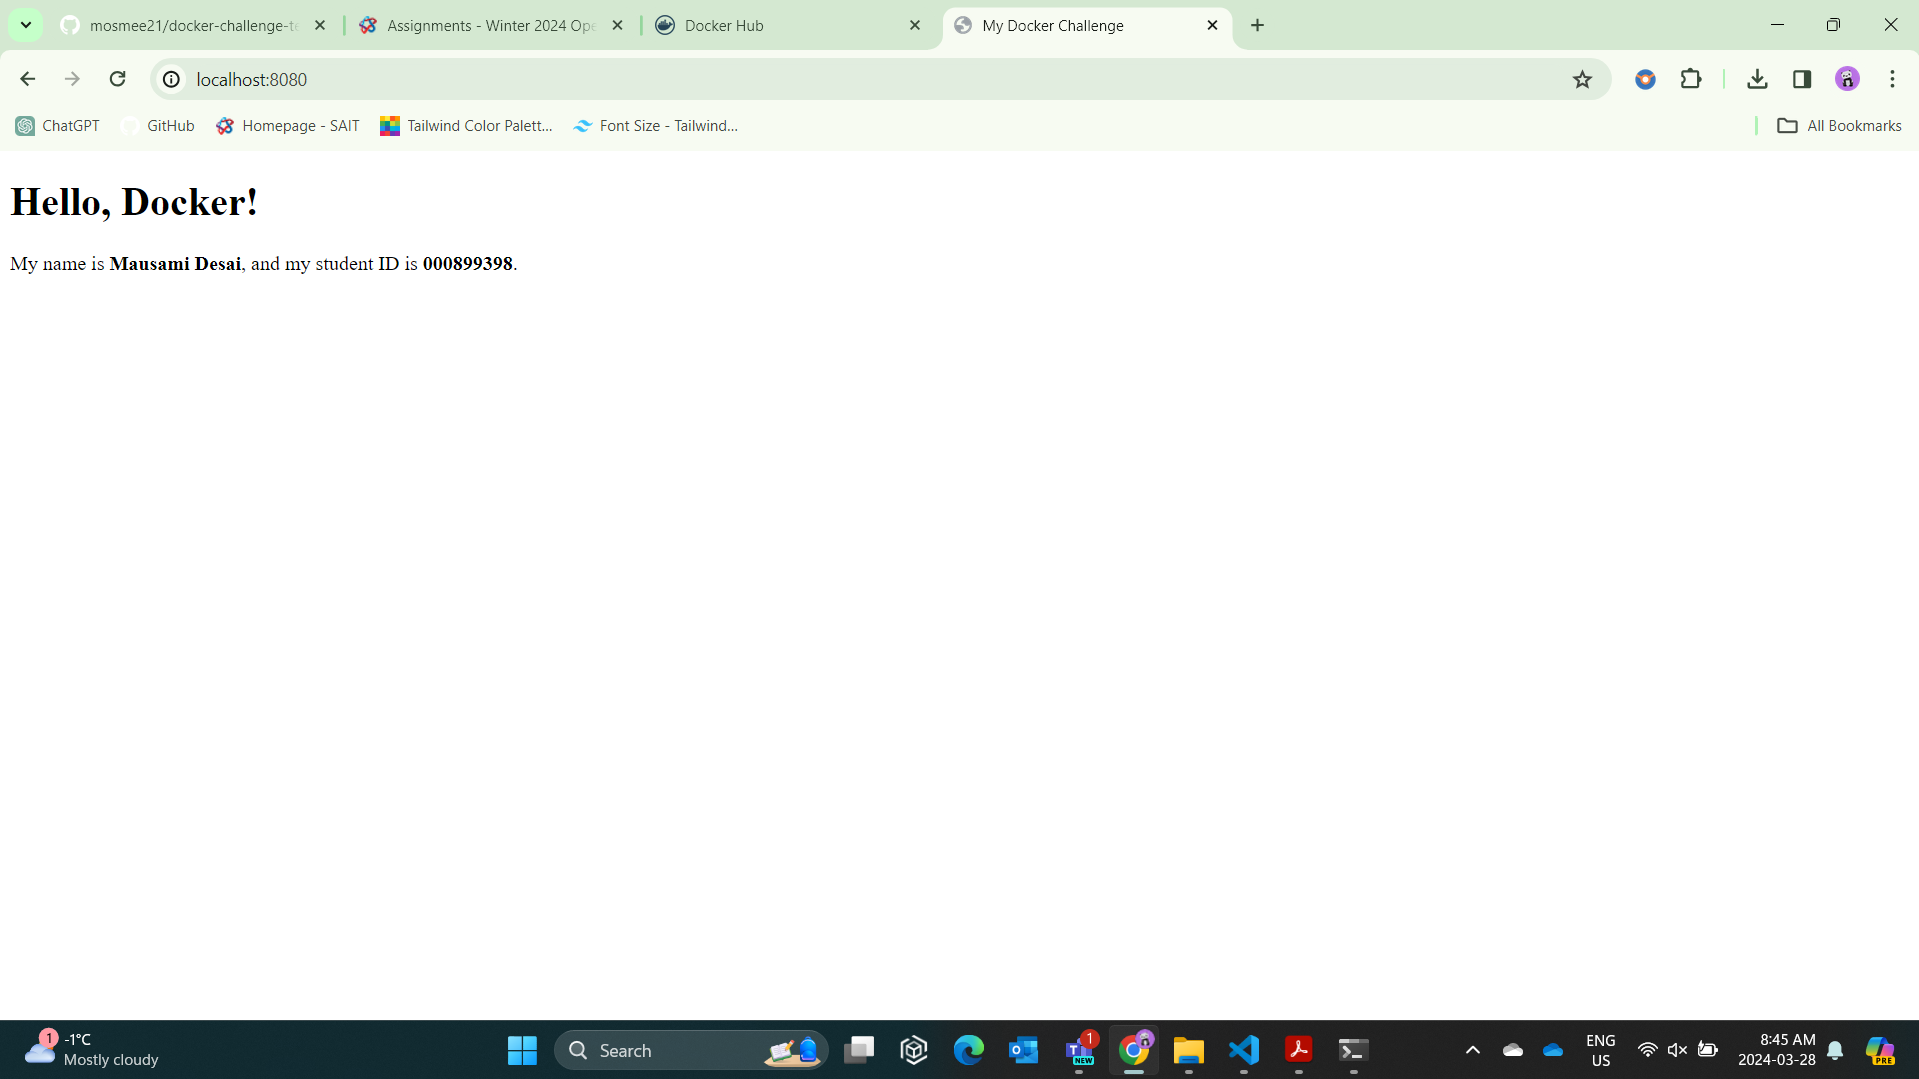 mosmee21/docker-challenge-te
Assignments - Winter 2024 Ope
Docker Hub
My Docker Challenge
localhost:8080
ChatGPT
GitHub
Homepage - SAIT
Tailwind Color Palett...
Font Size - Tailwind...
All Bookmarks
Hello, Docker!
My name is Mausami Desai, and my student ID is 000899398.
1
-1°C
Mostly cloudy
Search
1
NEW
ENG
US
8:45 AM
2024-03-28
PRE